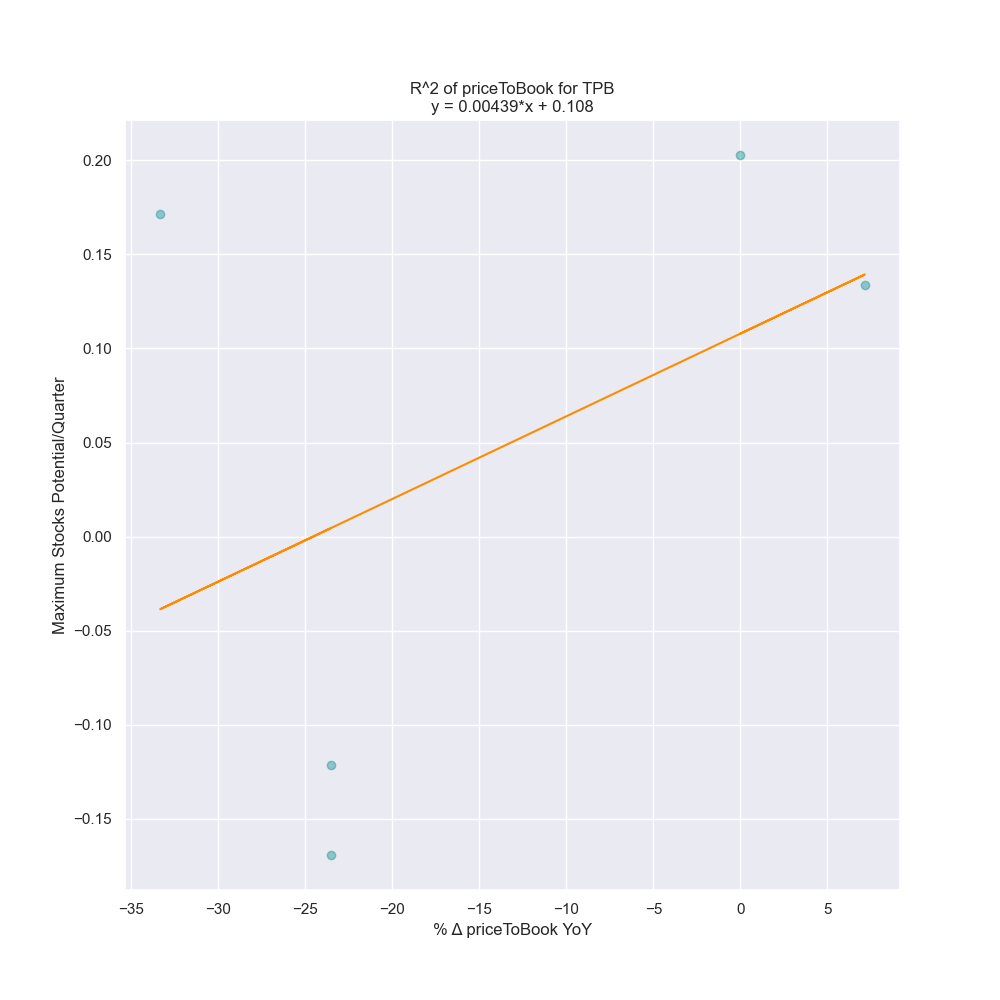 R^2 of priceToBook for TPB
y = 0.00439*x + 0.108
0.20
0.15
0.10
0.05
0.00
−0.05
−0.10
−0.15
Maximum Stocks Potential/Quarter
−35 −30 −25 −20 −15 −10 −5 0 5
% Δ priceToBook YoY